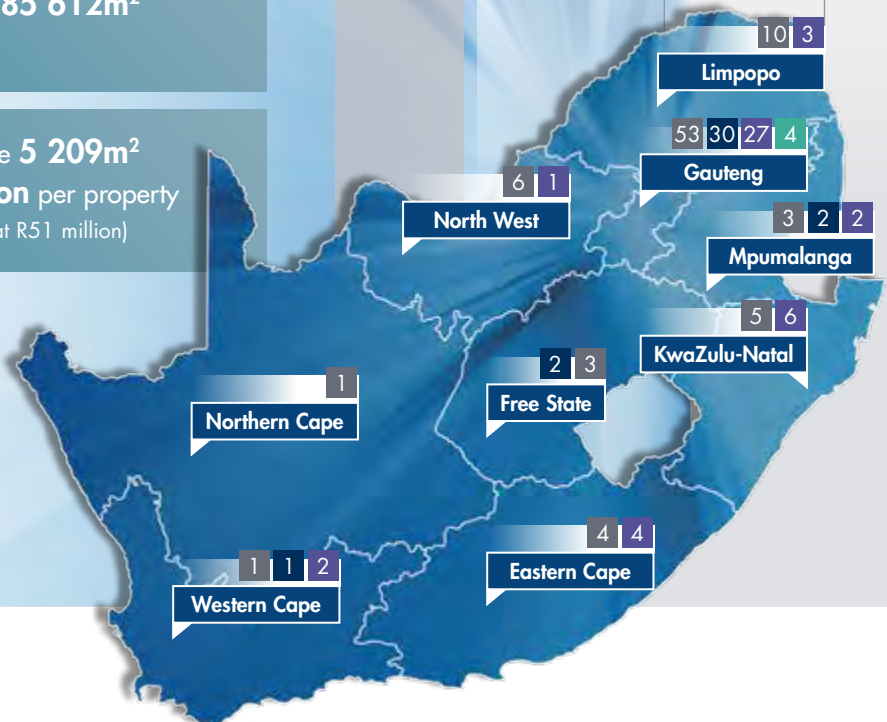 85 612m²
5 209m²
on per property
at R51 million)
10 3
Limpopo
53 30 27 4
Gauteng
6 1
North West
3 2 2
Mpumalanga
5 6
KwaZulu-Natal
2 3
Free State
1
Northern Cape
4 4
Eastern Cape
1 1 2
Western Cape